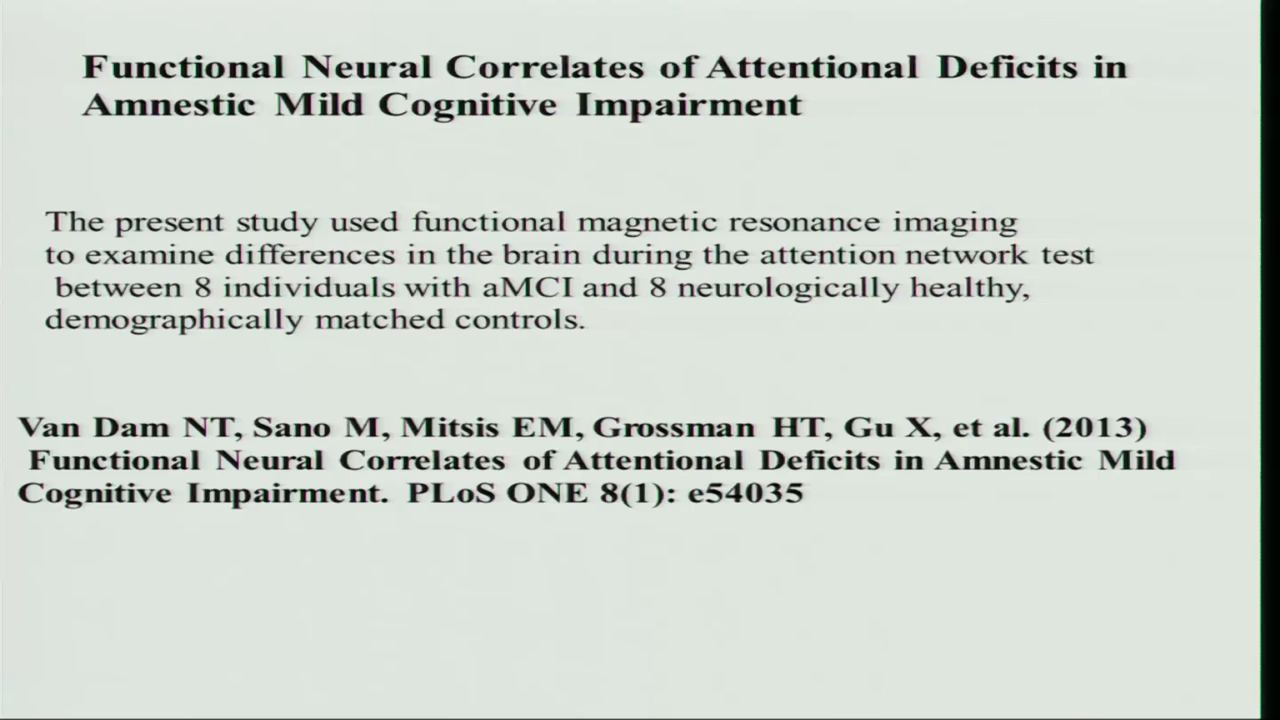 Functional Neural Correlates of Attentional Deficits in
Amnestic Mild Cognitive Impairment
The present study used functional magnetic resonance imaging
to examine differences in the brain during the attention network test
between 8 individuals with aMCI and 8 neurologically healthy,
demographically matched controls.
Van Dam NT, Sano M, Mitsis EM, Grossman HT, Gu X, et al. (2013)
Functional Neural Correlates of Attentional Deficits in Amnestic Mild
Cognitive Impairment. PLoS ONE 8(1): e54035